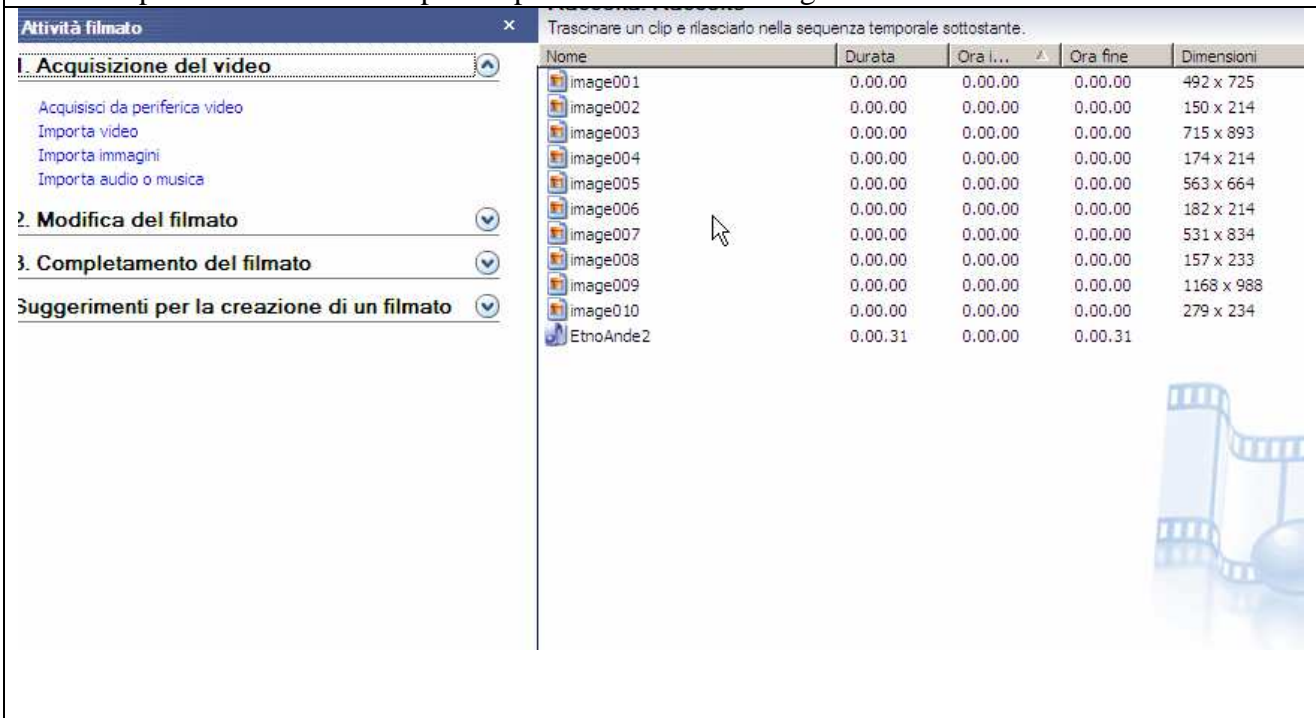 Attività filmato
1. Acquisizione del video
Acquisisci da periferica video
Importa video
Importa immagini
Importa audio o musica
2. Modifica del filmato
3. Completamento del filmato
Suggerimenti per la creazione di un filmato
Trascinare un clip e rilasciarlo nella sequenza temporale sottostante.
Nome Durata Ora i... Ora fine Dimensioni
image001 0.00.00 0.00.00 0.00.00 492 x 725
image002 0.00.00 0.00.00 0.00.00 150 x 214
image003 0.00.00 0.00.00 0.00.00 715 x 893
image004 0.00.00 0.00.00 0.00.00 174 x 214
image005 0.00.00 0.00.00 0.00.00 563 x 664
image006 0.00.00 0.00.00 0.00.00 182 x 214
image007 0.00.00 0.00.00 0.00.00 531 x 834
image008 0.00.00 0.00.00 0.00.00 157 x 233
image009 0.00.00 0.00.00 0.00.00 1168 x 988
image010 0.00.00 0.00.00 0.00.00 279 x 234
EtnoAnde2 0.00.31 0.00.00 0.00.31